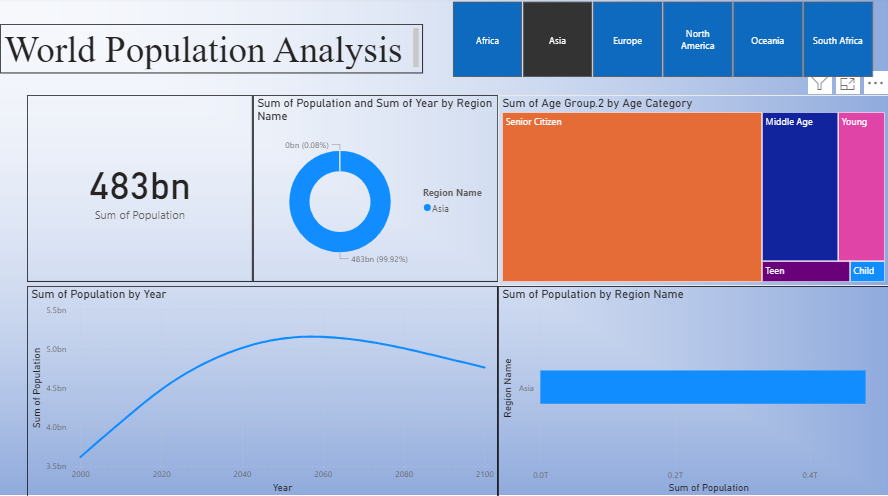 World Population Analysis
Africa
Asia
Europe
North
America
Oceania
South Africa
483bn
Sum of Population
Sum of Population and Sum of Year by Region
Name
0bn (0.08%)
483bn (99.92%)
Region Name
Asia
Sum of Age Group.2 by Age Category
Senior Citizen
Middle Age
Young
Teen
Child
Sum of Population by Year
Sum of Population
5.5bn
5.0bn
4.5bn
4.0bn
3.5bn
2000
2020
2040
2060
2080
2100
Year
Sum of Population by Region Name
Region Name
Asia
0.0T
0.2T
0.4T
Sum of Population